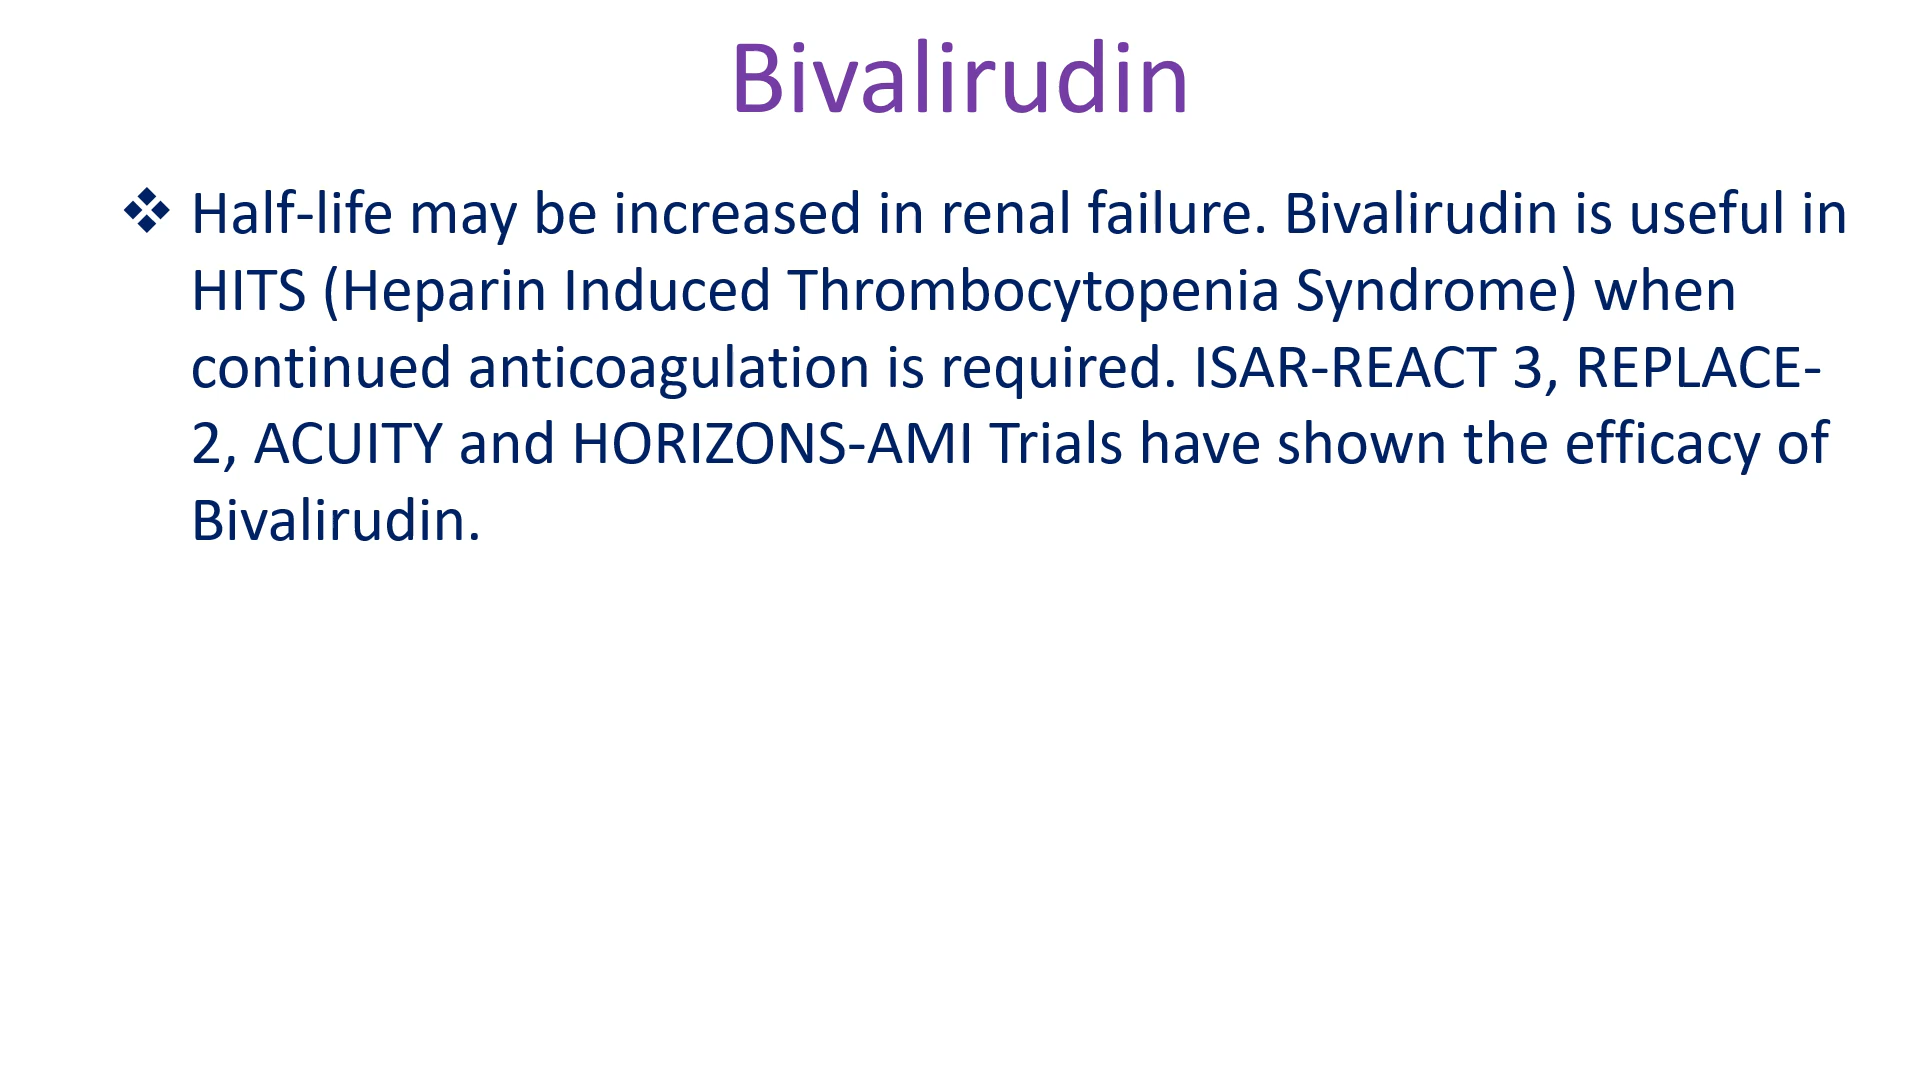 Bivalirudin
❖ Half-life may be increased in renal failure. Bivalirudin is useful in
HITS (Heparin Induced Thrombocytopenia Syndrome) when
continued anticoagulation is required. ISAR-REACT 3, REPLACE-
2, ACUITY and HORIZONS-AMI Trials have shown the efficacy of
Bivalirudin.